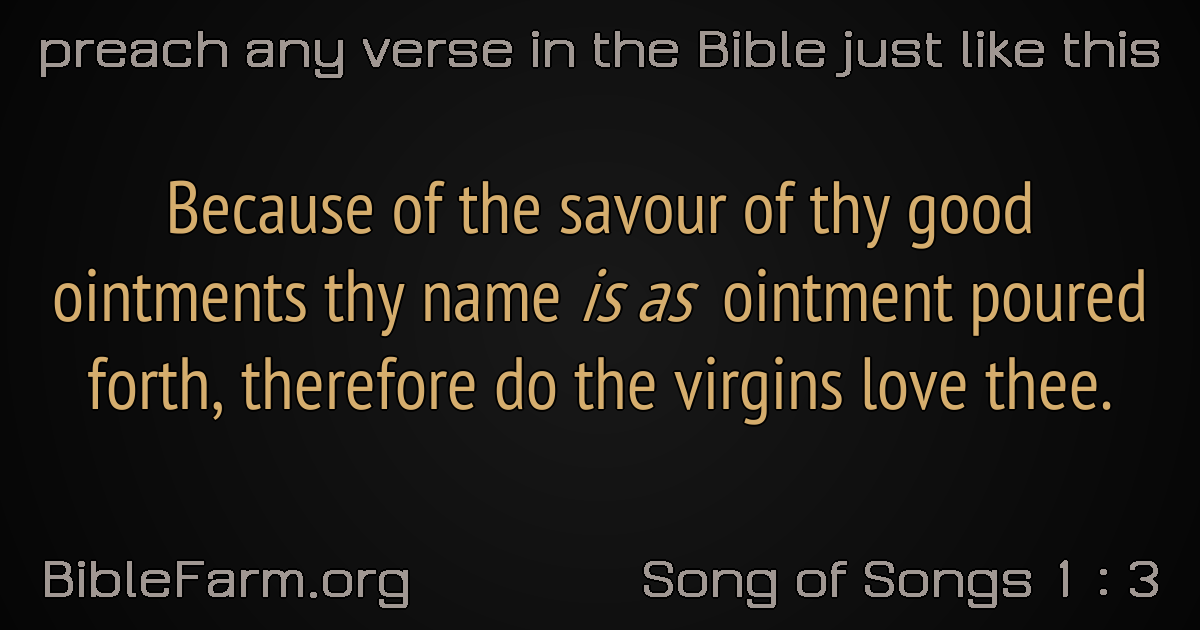 preach any verse in the Bible just like this
Because of the savour of thy good
ointments thy name is as ointment poured
forth, therefore do the virgins love thee.
BibleFarm.org
Song of Songs 1 : 3